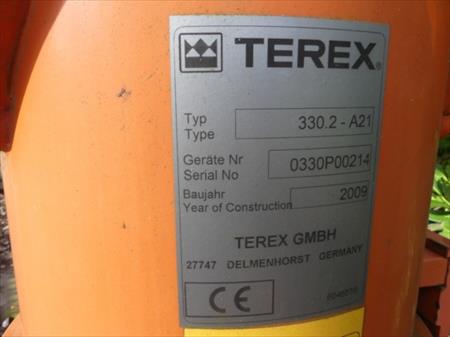 TEREX®
Typ
Type 330.2 - A21
Geräte Nr
Serial No 0330P00214
Baujahr
Year of Construction 2009
TEREX GMBH
27747 DELMENHORST GERMANY
CE